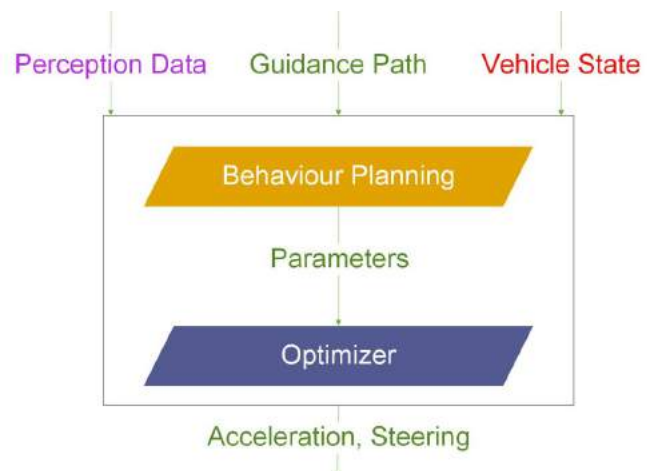 Perception Data Guidance Path Vehicle State
Behaviour Planning
Parameters
Optimizer
Acceleration, Steering